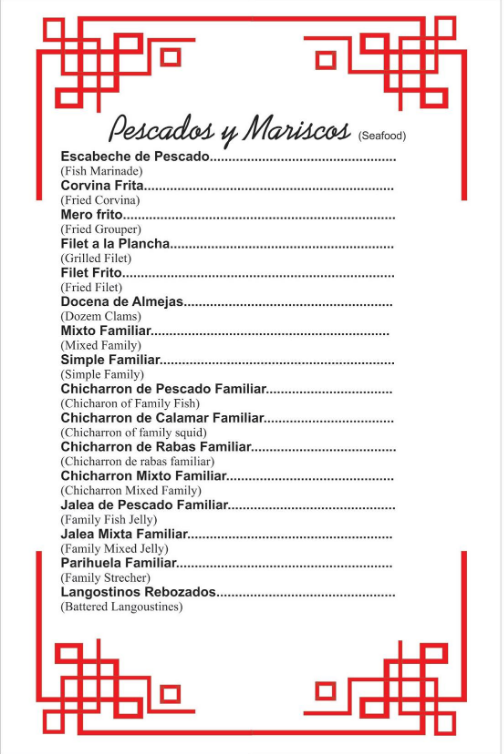 Pescados y Mariscos (Seafood)
Escabeche de Pescado..................................................
(Fish Marinade)
Corvina Frita...................................................................
(Fried Corvina)
Mero frito.........................................................................
(Fried Grouper)
Filet a la Plancha............................................................
(Grilled Filet)
Filet Frito.........................................................................
(Fried Filet)
Docena de Almejas........................................................
(Dozem Clams)
Mixto Familiar................................................................
(Mixed Family)
Simple Familiar...............................................................
(Simple Family)
Chicharron de Pescado Familiar..................................
(Chicharon of Family Fish)
Chicharron de Calamar Familiar...................................
(Chicharron of family squid)
Chicharron de Rabas Familiar.......................................
(Chicharron de rabas familiar)
Chicharron Mixto Familiar.............................................
(Chicharron Mixed Family)
Jalea de Pescado Familiar.............................................
(Family Fish Jelly)
Jalea Mixta Familiar.......................................................
(Family Mixed Jelly)
Parihuela Familiar..........................................................
(Family Strecher)
Langostinos Rebozados................................................
(Battered Langoustines)